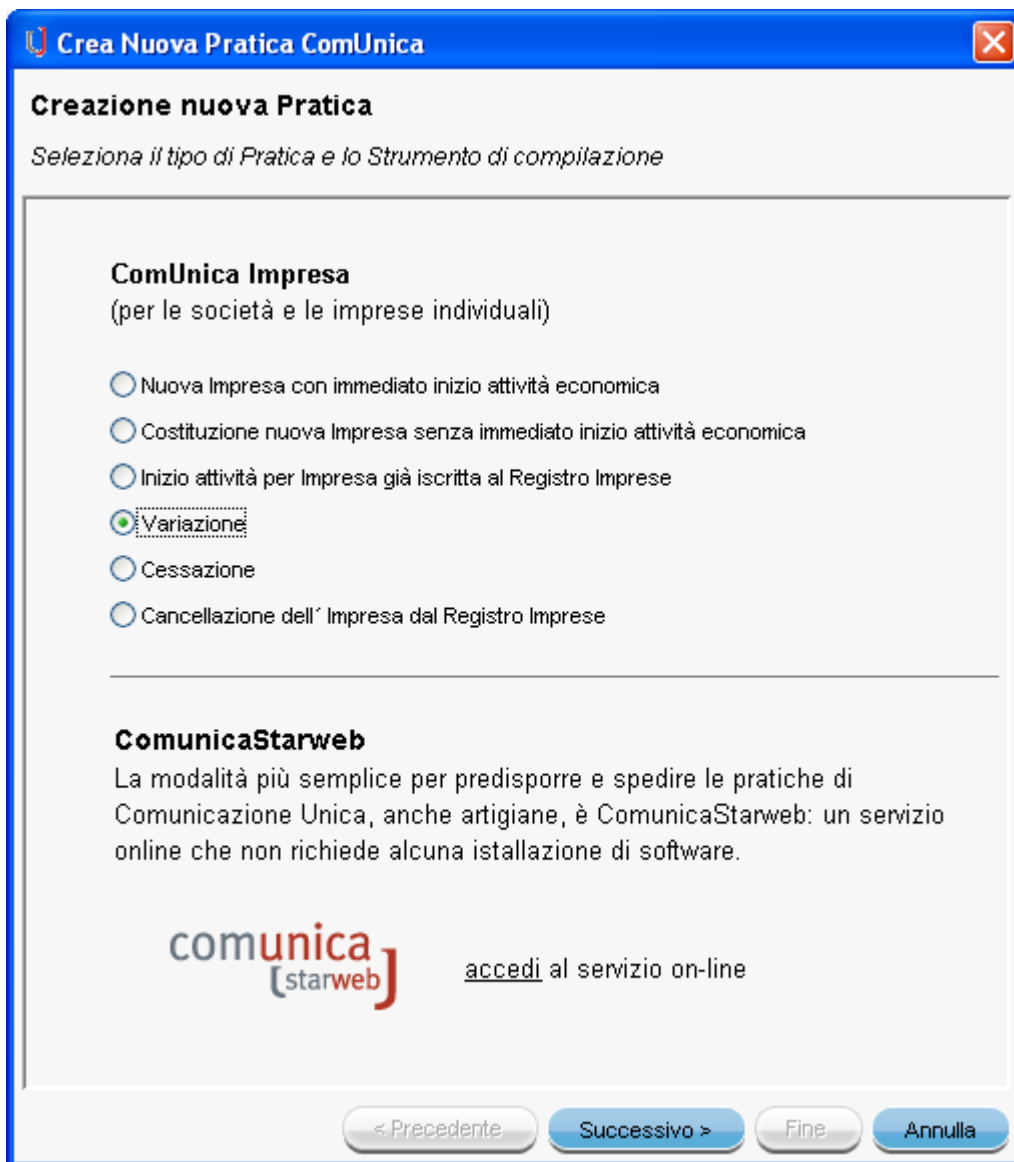 Crea Nuova Pratica ComUnica
Creazione nuova Pratica
Seleziona il tipo di Pratica e lo Strumento di compilazione
ComUnica Impresa
(per le società e le imprese individuali)
Nuova Impresa con immediato inizio attività economica
Costituzione nuova Impresa senza immediato inizio attività economica
Inizio attività per Impresa già iscritta al Registro Imprese
Variazione
Cessazione
Cancellazione dell´ Impresa dal Registro Imprese
ComunicaStarweb
La modalità più semplice per predisporre e spedire le pratiche di
Comunicazione Unica, anche artigiane, è ComunicaStarweb: un servizio
online che non richiede alcuna istallazione di software.
comunica
[starweb]
accedi al servizio on-line
< Precedente Successivo > Fine Annulla